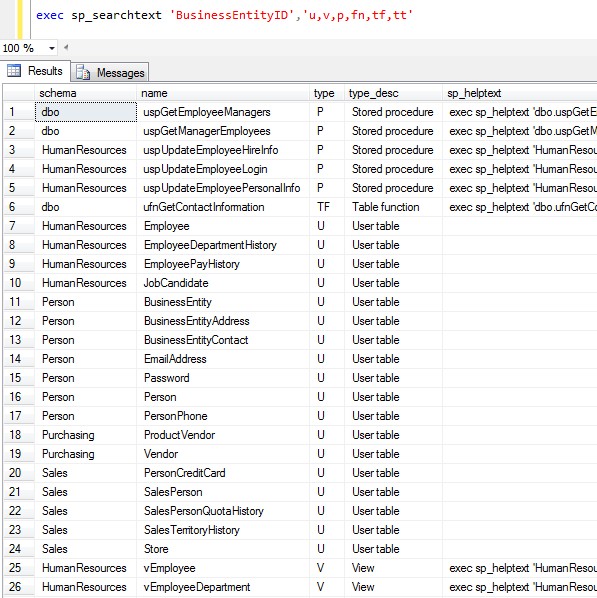 exec sp_searchtext 'BusinessEntityID','u,v,p,fn,tf,tt'
100 %
Results Messages
schema name type type_desc sp_helptext
1 dbo uspGetEmployeeManagers P Stored procedure exec sp_helptext 'dbo.uspGetE
2 dbo uspGetManagerEmployees P Stored procedure exec sp_helptext 'dbo.uspGetM
3 HumanResources uspUpdateEmployeeHireInfo P Stored procedure exec sp_helptext 'HumanResou
4 HumanResources uspUpdateEmployeeLogin P Stored procedure exec sp_helptext 'HumanResou
5 HumanResources uspUpdateEmployeePersonalInfo P Stored procedure exec sp_helptext 'HumanResou
6 dbo ufnGetContactInformation TF Table function exec sp_helptext 'dbo.ufnGetCo
7 HumanResources Employee U User table
8 HumanResources EmployeeDepartmentHistory U User table
9 HumanResources EmployeePayHistory U User table
10 HumanResources JobCandidate U User table
11 Person BusinessEntity U User table
12 Person BusinessEntityAddress U User table
13 Person BusinessEntityContact U User table
14 Person EmailAddress U User table
15 Person Password U User table
16 Person Person U User table
17 Person PersonPhone U User table
18 Purchasing ProductVendor U User table
19 Purchasing Vendor U User table
20 Sales PersonCreditCard U User table
21 Sales SalesPerson U User table
22 Sales SalesPersonQuotaHistory U User table
23 Sales SalesTerritoryHistory U User table
24 Sales Store U User table
25 HumanResources vEmployee V View exec sp_helptext 'HumanResou
26 HumanResources vEmployeeDepartment V View exec sp_helptext 'HumanResou